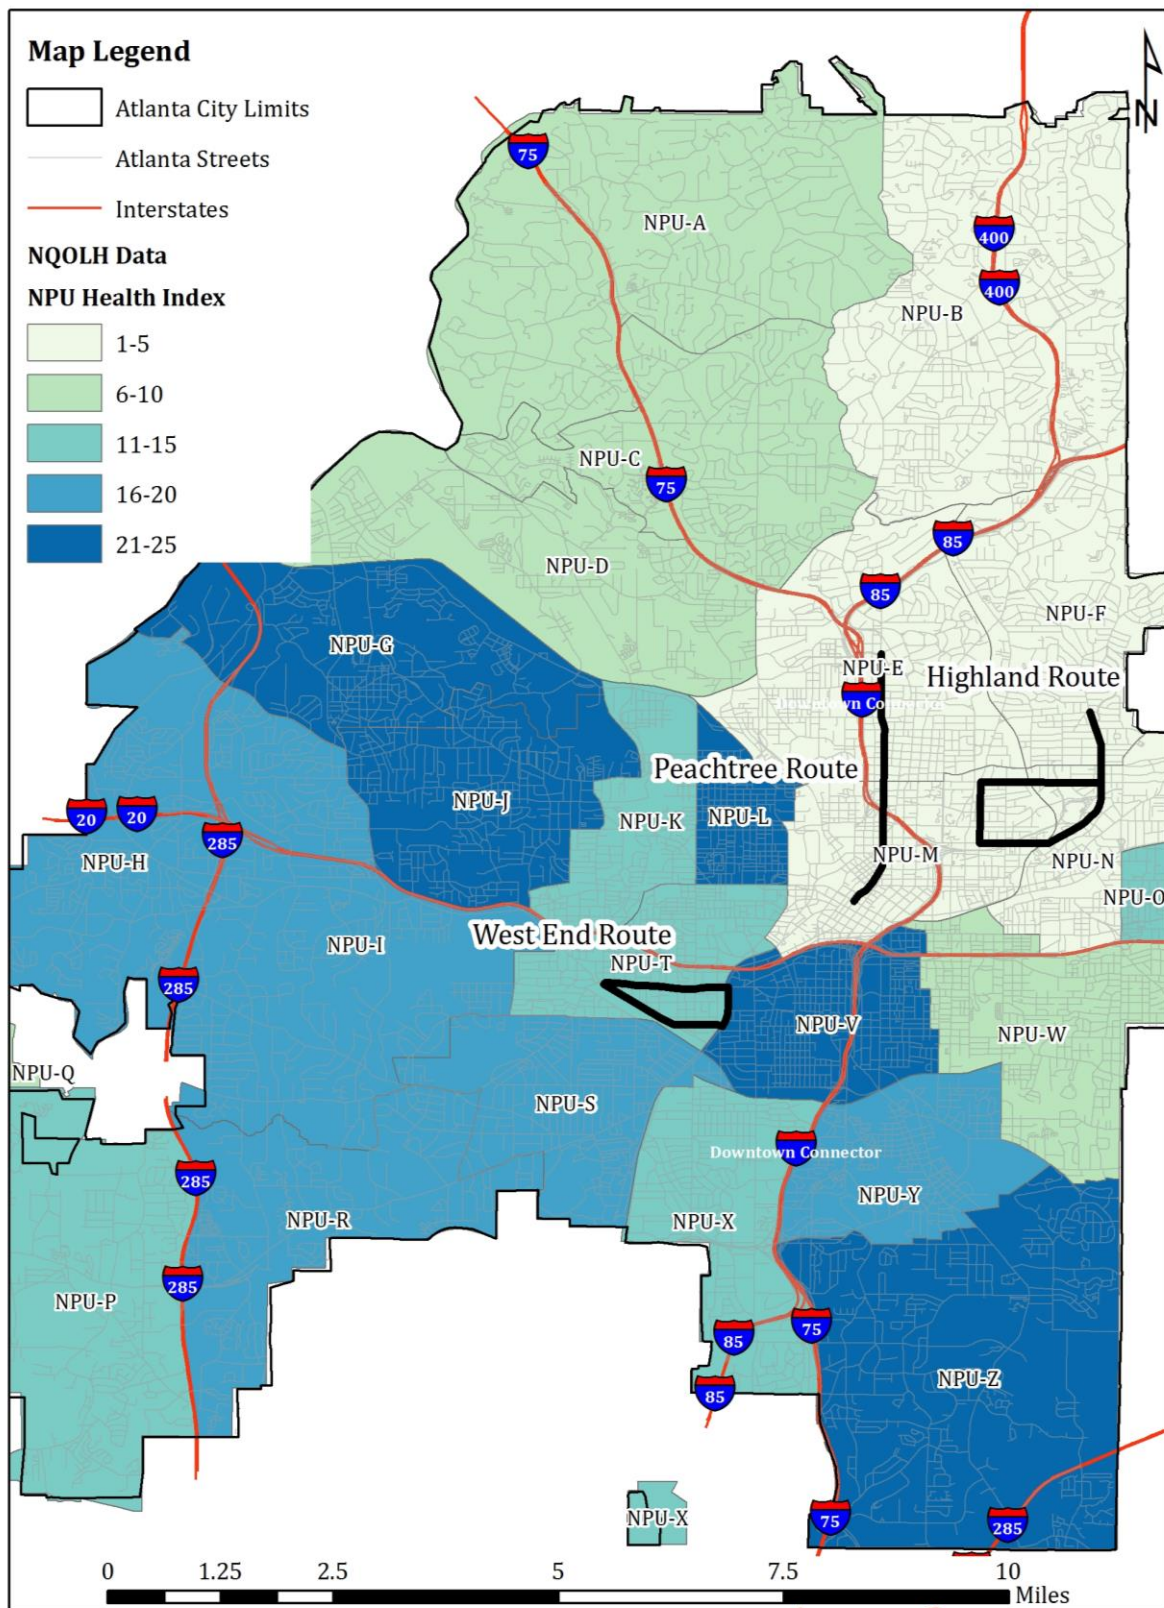 Map Legend
Atlanta City Limits
Atlanta Streets
Interstates
NQOLH Data
NPU Health Index
1-5
6-10
11-15
16-20
21-25
N
75
NPU-A
400
400
NPU-B
NPU-C
75
85
NPU-D
85
NPU-F
NPU-G
NPU-E
Highland Route
Downtown Connector
Peachtree Route
20
20
285
NPU-J
NPU-K
NPU-L
NPU-H
NPU-M
NPU-N
NPU-O
West End Route
NPU-I
NPU-T
285
NPU-V
NPU-W
NPU-Q
NPU-S
Downtown Connector
285
NPU-Y
NPU-R
NPU-X
285
NPU-P
85
75
NPU-Z
85
NPU-X
75
285
0
1.25
2.5
5
7.5
10
Miles